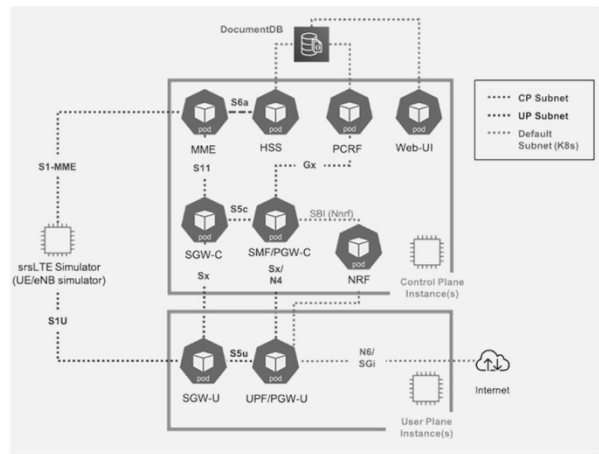 DocumentDB
CP Subnet
UP Subnet
Default
Subnet (K8s)
S6a
pod
pod
pod
pod
MME
HSS
PCRF
Web-UI
S1-MME
S11
Gx
S5c
SBI (Nnrf)
pod
pod
pod
SGW-C
SMF/PGW-C
NRF
srsLTE Simulator
(UE/eNB simulator)
Sx
Sx/
N4
Control Plane
Instance(s)
S1U
S5u
N6/
SGi
pod
pod
SGW-U
UPF/PGW-U
Internet
User Plane
Instance(s)